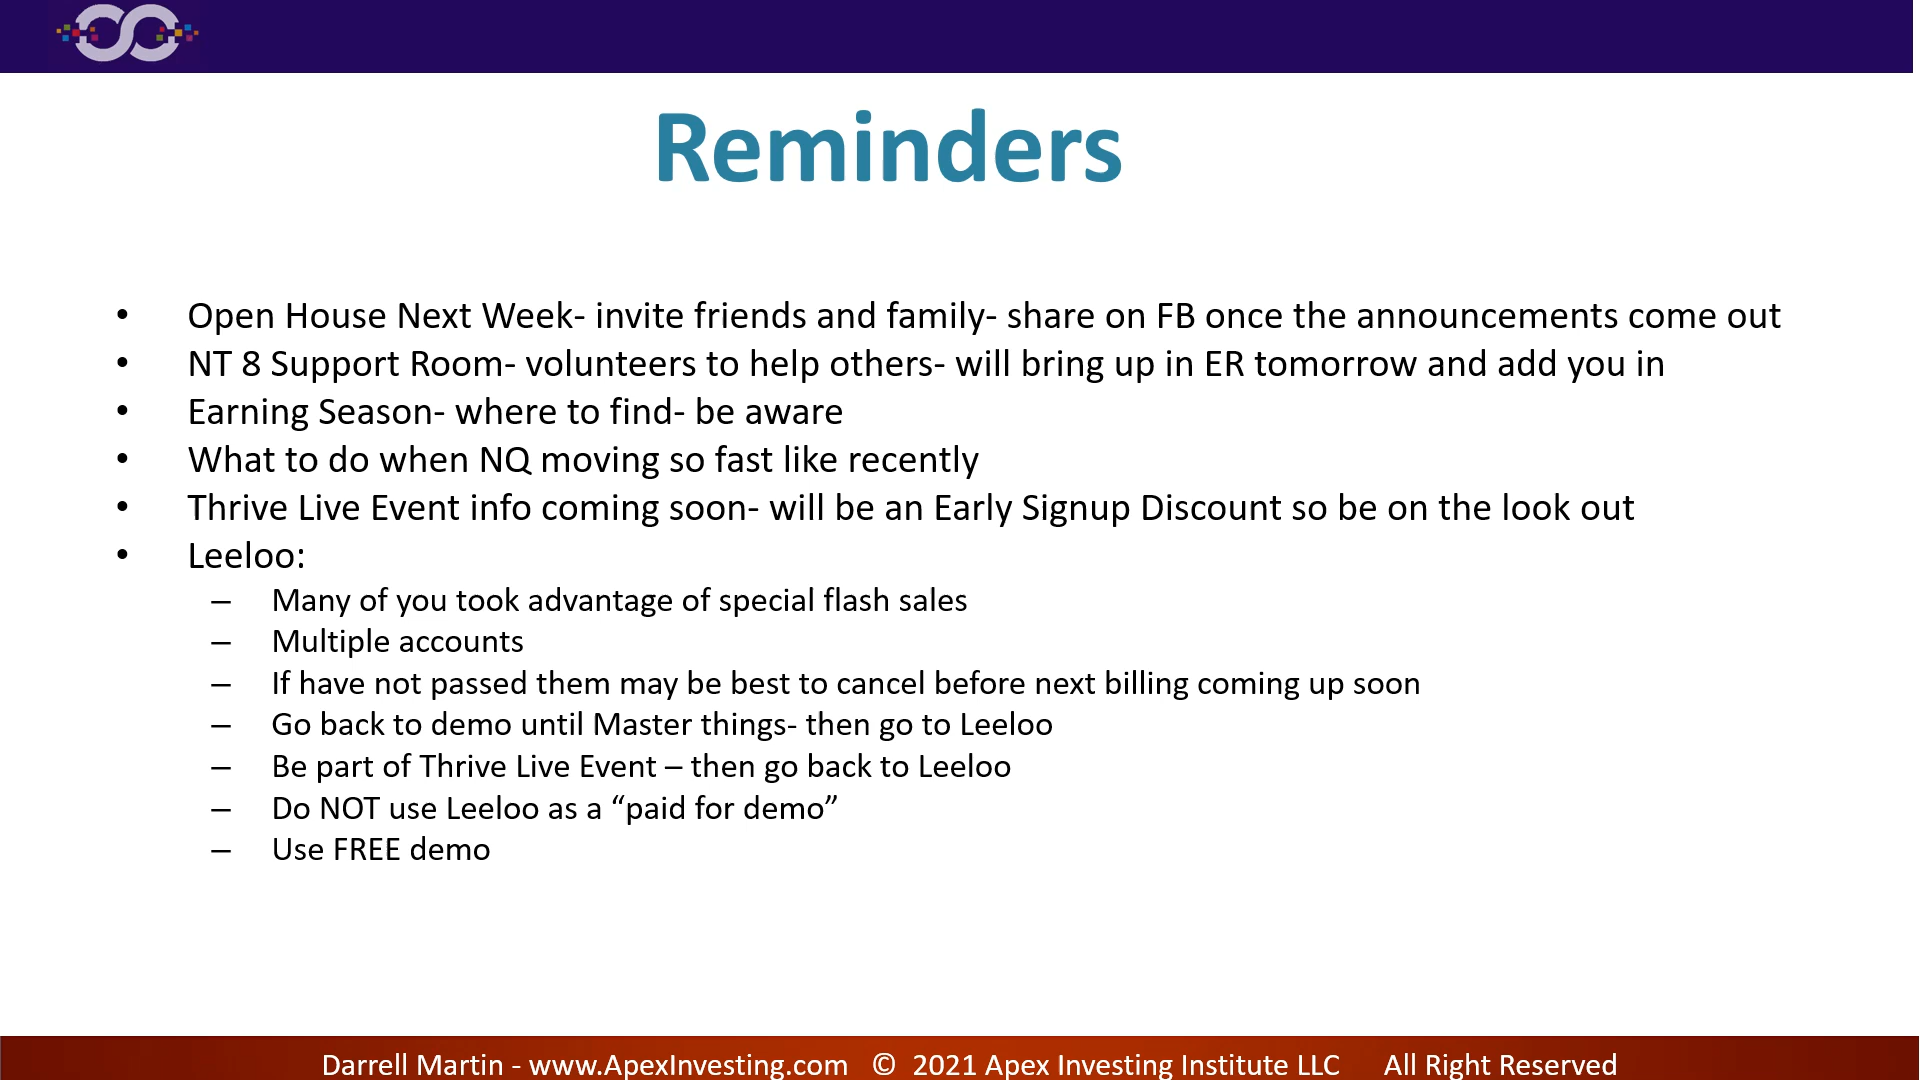 Reminders
• Open House Next Week- invite friends and family- share on FB once the announcements come out
• NT 8 Support Room- volunteers to help others- will bring up in ER tomorrow and add you in
• Earning Season- where to find- be aware
• What to do when NQ moving so fast like recently
• Thrive Live Event info coming soon- will be an Early Signup Discount so be on the look out
• Leeloo:
– Many of you took advantage of special flash sales
– Multiple accounts
– If have not passed them may be best to cancel before next billing coming up soon
– Go back to demo until Master things- then go to Leeloo
– Be part of Thrive Live Event – then go back to Leeloo
– Do NOT use Leeloo as a “paid for demo”
– Use FREE demo
Darrell Martin - www.ApexInvesting.com © 2021 Apex Investing Institute LLC All Right Reserved